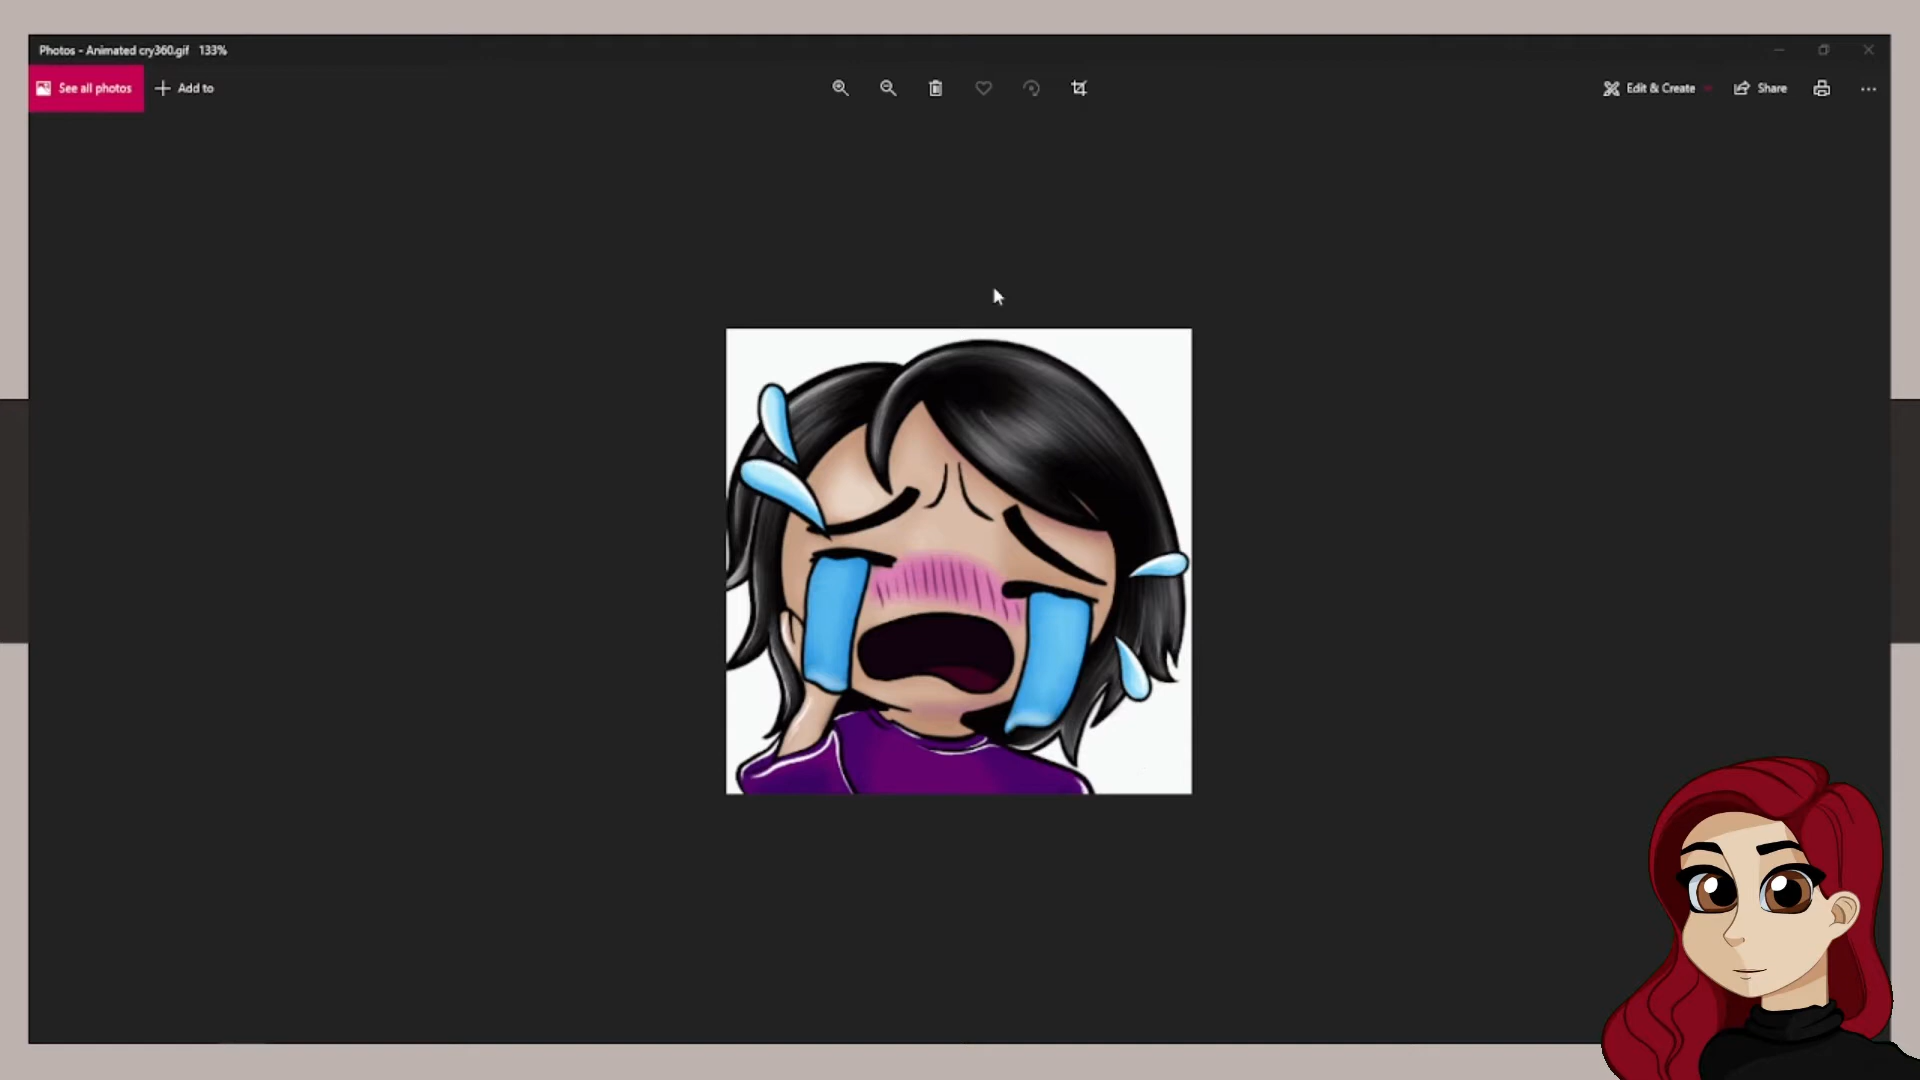 Photos - Animated cry360.gif 133%
See all photos
Add to
Edit & Create
Share